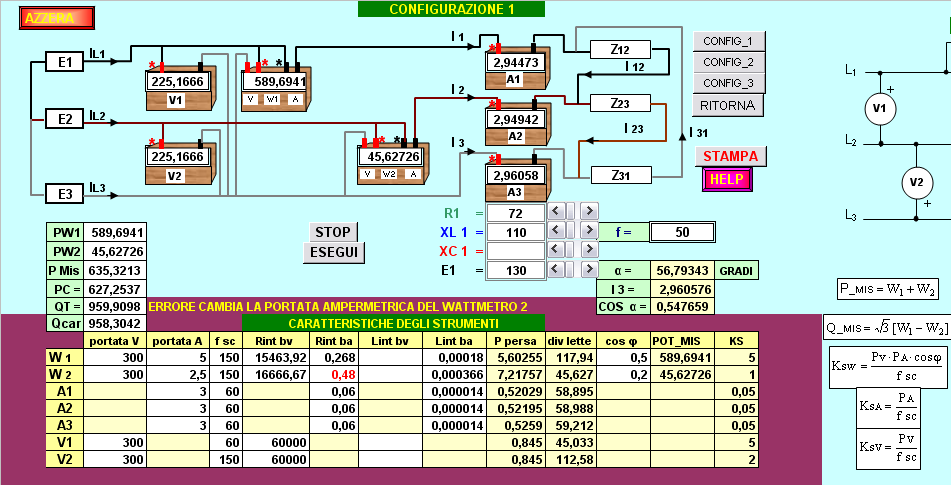 CONFIGURAZIONE 1
AZZERA
E1 IL1 * * I 1 * Z12 CONFIG_1
225,1666 589,6941 2,94473 I 12 CONFIG_2
V1 V W1 A A1 CONFIG_3
E2 IL2 I 2 Z23 RITORNA
* * * * 2,94942
225,1666 45,62726 A2 I 23 I 31
V2 V W2 A I 3 STAMPA
E3 IL3 * 2,96058 Z31 HELP
A3
L1
+
V1
L2
V2
+
L3
R1 = 72
XL 1 = 110
XC 1 =
E1 = 130
f = 50
STOP
ESEGUI
PW1 589,6941
PW2 45,62726
P Mis 635,3213
PC = 627,2537
QT = 959,9098
Qcar 958,3042
α = 56,79343 GRADI
I 3 = 2,960576
COS α = 0,547659
P_MIS = W1 + W2
Q_MIS = √3 [W1 − W2]
Ksw = Pv · PA · cosφ / f sc
KsA = PA / f sc
KsV = PV / f sc
ERRORE CAMBIA LA PORTATA AMPERMETRICA DEL WATTMETRO 2
CARATTERISTICHE DEGLI STRUMENTI
portata V portata A f sc Rint bv Rint ba Lint bv Lint ba P persa div lette cos φ POT_MIS KS
W 1 300 5 150 15463,92 0,268 0,00018 5,60255 117,94 0,5 589,6941 5
W 2 300 2,5 150 16666,67 0,48 0,000366 7,21757 45,627 0,2 45,62726 1
A1 3 60 0,06 0,000014 0,52029 58,895 0,05
A2 3 60 0,06 0,000014 0,52195 58,988 0,05
A3 3 60 0,06 0,000014 0,5259 59,212 0,05
V1 300 60 60000 0,845 45,033 5
V2 300 150 60000 0,845 112,58 2